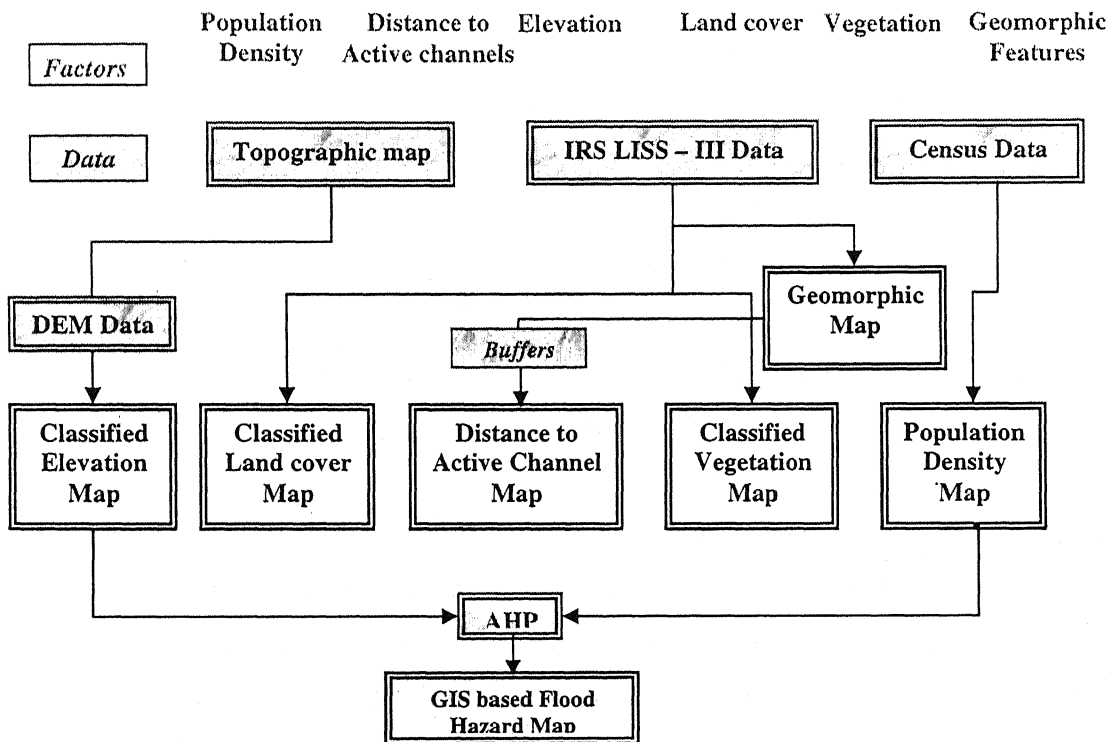 Population Density
Distance to Active channels
Elevation
Land cover
Vegetation
Geomorphic Features
Factors
Data
Topographic map
IRS LISS – III Data
Census Data
DEM Data
Geomorphic
Map
Buffers
Classified
Elevation
Map
Classified
Land cover
Map
Distance to
Active Channel
Map
Classified
Vegetation
Map
Population
Density
Map
AHP
GIS based Flood
Hazard Map